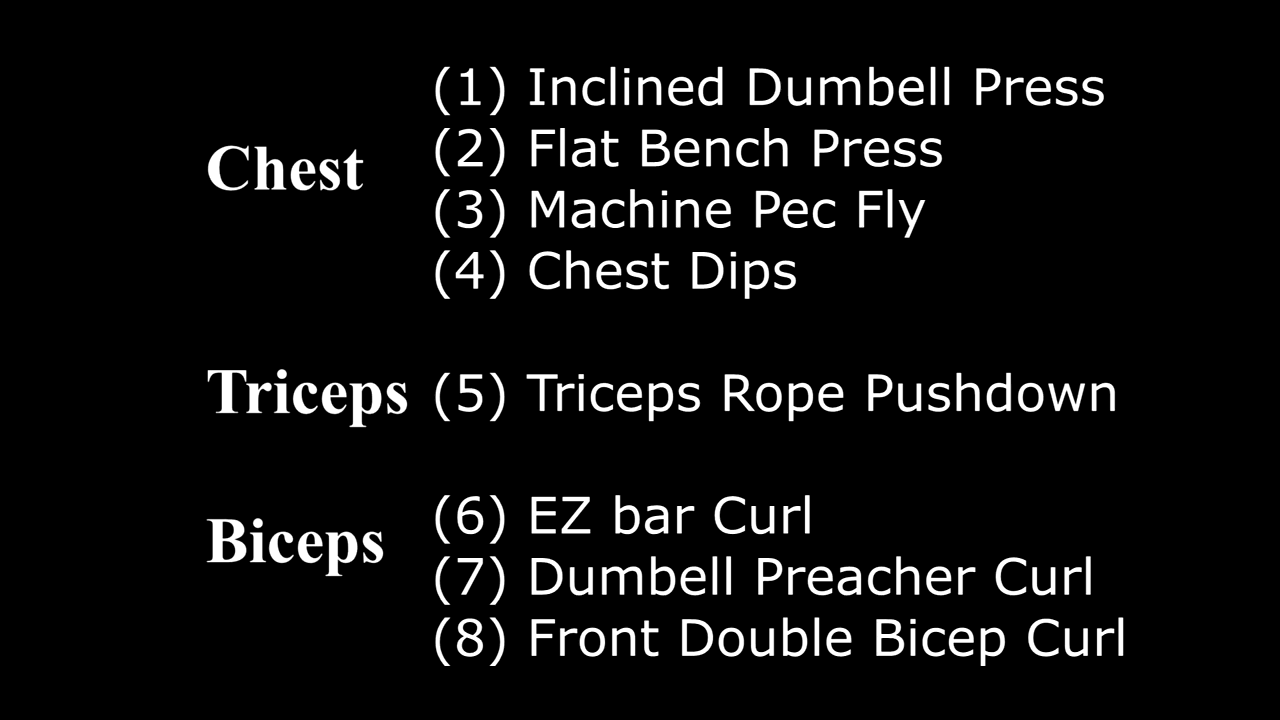 Chest
(1) Inclined Dumbell Press
(2) Flat Bench Press
(3) Machine Pec Fly
(4) Chest Dips
Triceps
(5) Triceps Rope Pushdown
Biceps
(6) EZ bar Curl
(7) Dumbell Preacher Curl
(8) Front Double Bicep Curl